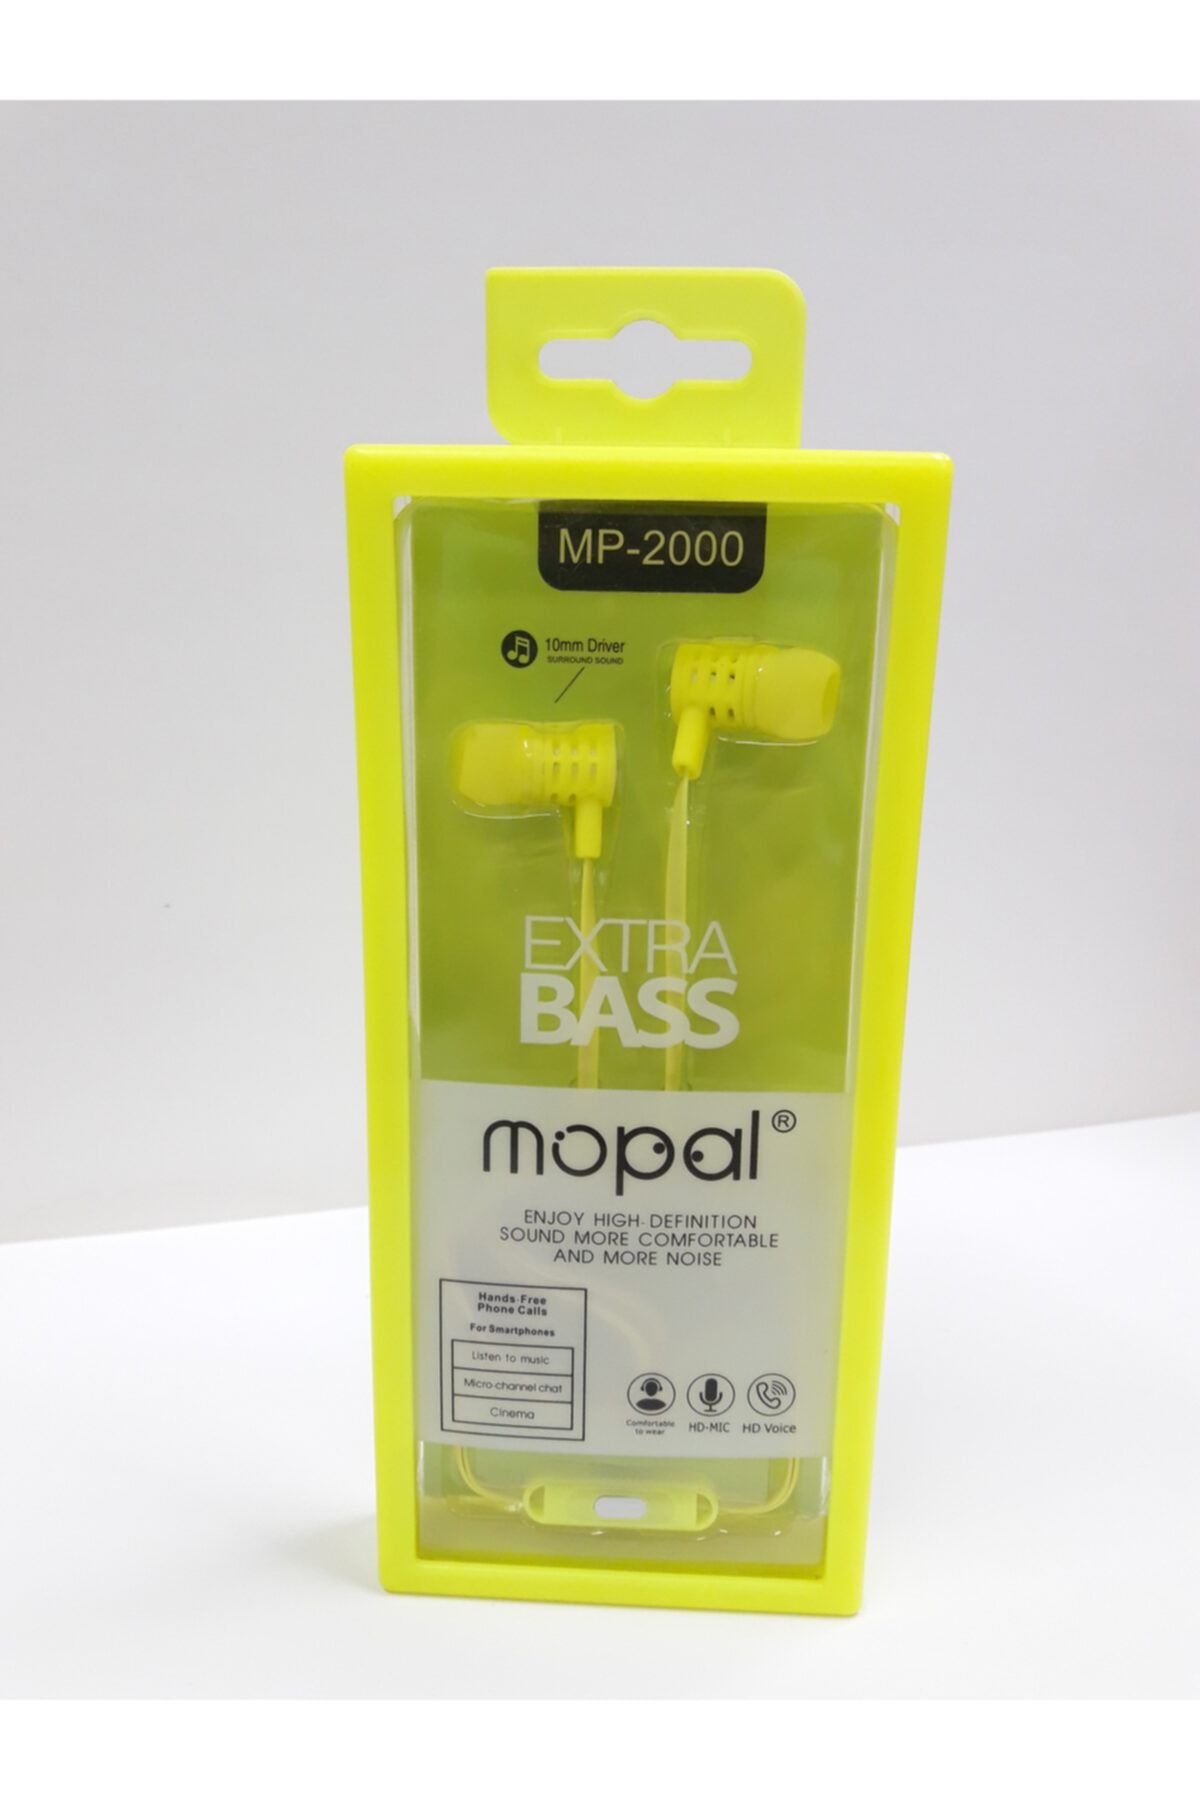 MP-2000
10mm Driver
SURROUND SOUND
EXTRA
BASS
mopal®
ENJOY HIGH-DEFINITION
SOUND MORE COMFORTABLE
AND MORE NOISE
Hands-Free
Phone Calls
For Smartphones
Listen to music
Micro-channel chat
Cinema
Comfortable
to wear
HD-MIC
HD Voice